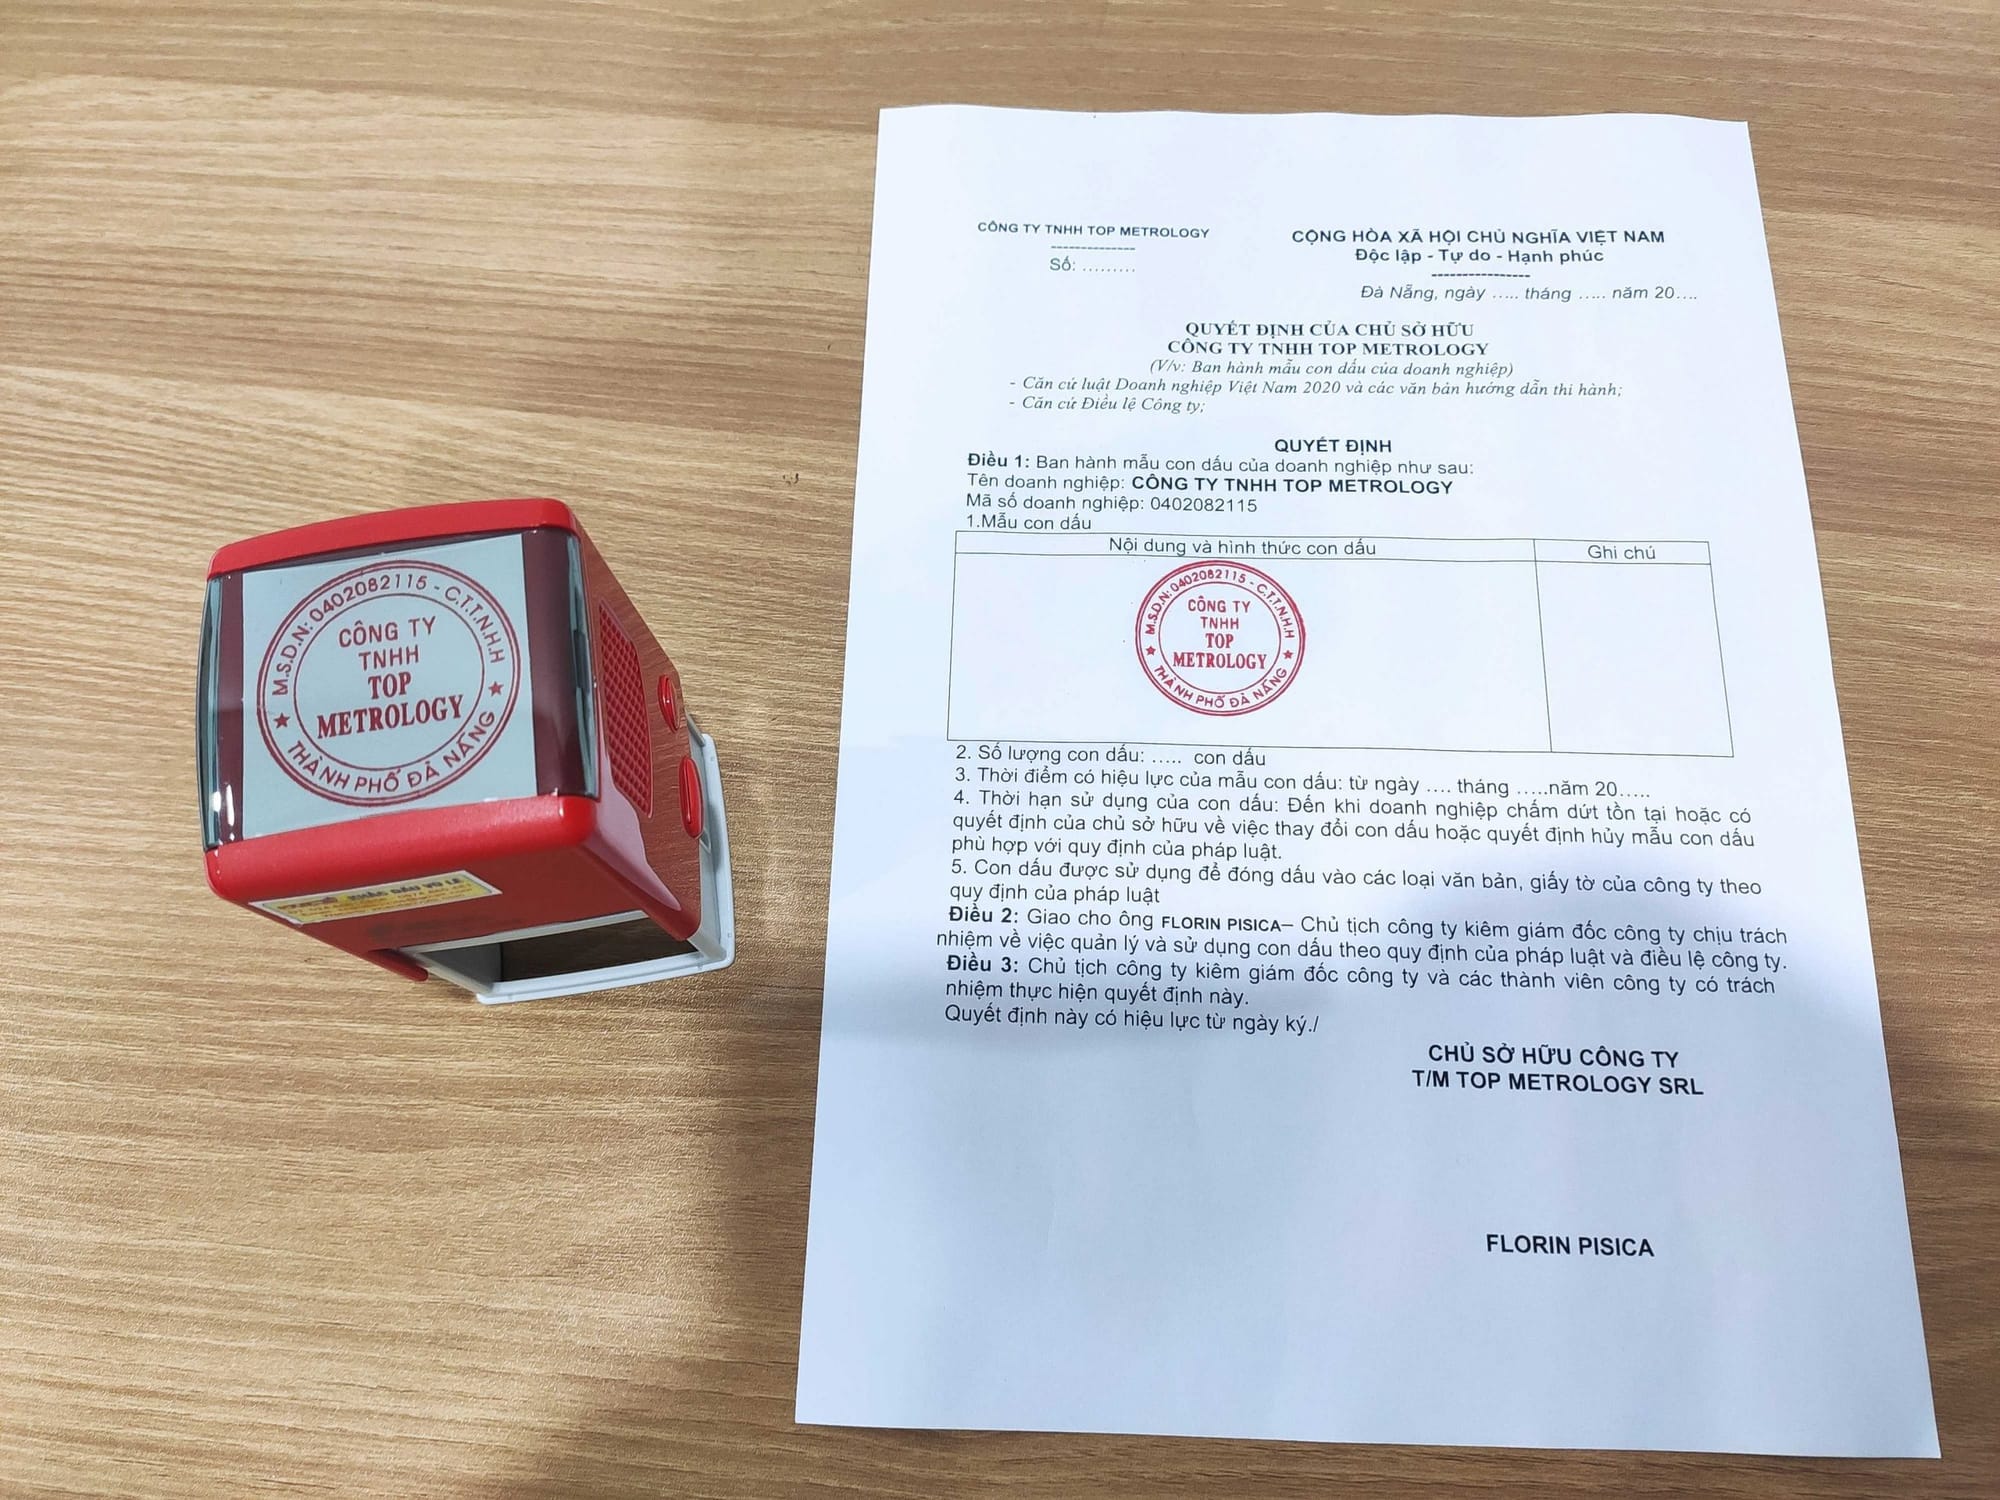 M.S.D.N: 0402082115 - C.T.T.N.H.H
CÔNG TY
TNHH
TOP
METROLOGY
★ THÀNH PHỐ ĐÀ NẴNG ★
KHẮC DẤU
CÔNG TY TNHH TOP METROLOGY
--------------
Số: .........
CỘNG HÒA XÃ HỘI CHỦ NGHĨA VIỆT NAM
Độc lập - Tự do - Hạnh phúc
----------------
Đà Nẵng, ngày ..... tháng ..... năm 20....
QUYẾT ĐỊNH CỦA CHỦ SỞ HỮU
CÔNG TY TNHH TOP METROLOGY
(V/v: Ban hành mẫu con dấu của doanh nghiệp)
- Căn cứ luật Doanh nghiệp Việt Nam 2020 và các văn bản hướng dẫn thi hành;
- Căn cứ Điều lệ Công ty;
QUYẾT ĐỊNH
Điều 1: Ban hành mẫu con dấu của doanh nghiệp như sau:
Tên doanh nghiệp: CÔNG TY TNHH TOP METROLOGY
Mã số doanh nghiệp: 0402082115
1.Mẫu con dấu
Nội dung và hình thức con dấu
Ghi chú
M.S.D.N: 0402082115 - C.T.T.N.H.H
CÔNG TY
TNHH
TOP
METROLOGY
★ THÀNH PHỐ ĐÀ NẴNG ★
2. Số lượng con dấu: ..... con dấu
3. Thời điểm có hiệu lực của mẫu con dấu: từ ngày .... tháng .....năm 20.....
4. Thời hạn sử dụng của con dấu: Đến khi doanh nghiệp chấm dứt tồn tại hoặc có
quyết định của chủ sở hữu về việc thay đổi con dấu hoặc quyết định hủy mẫu con dấu
phù hợp với quy định của pháp luật.
5. Con dấu được sử dụng để đóng dấu vào các loại văn bản, giấy tờ của công ty theo
quy định của pháp luật
Điều 2: Giao cho ông FLORIN PISICA– Chủ tịch công ty kiêm giám đốc công ty chịu trách
nhiệm về việc quản lý và sử dụng con dấu theo quy định của pháp luật và điều lệ công ty.
Điều 3: Chủ tịch công ty kiêm giám đốc công ty và các thành viên công ty có trách
nhiệm thực hiện quyết định này.
Quyết định này có hiệu lực từ ngày ký./
CHỦ SỞ HỮU CÔNG TY
T/M TOP METROLOGY SRL
FLORIN PISICA